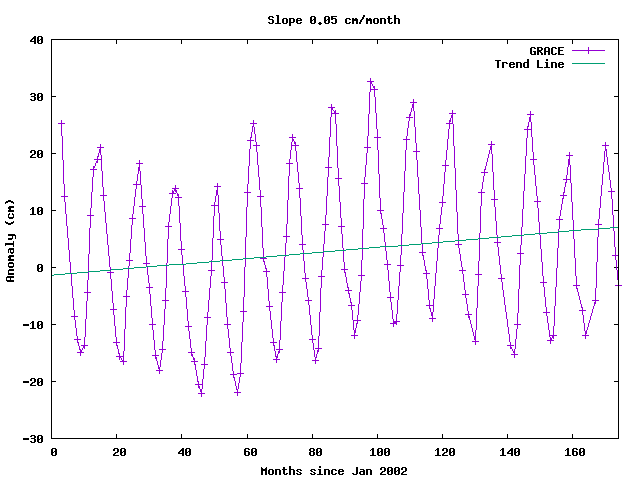 Slope 0.05 cm/month
GRACE
Trend Line
Anomaly (cm)
40
30
20
10
0
-10
-20
-30
0 20 40 60 80 100 120 140 160
Months since Jan 2002